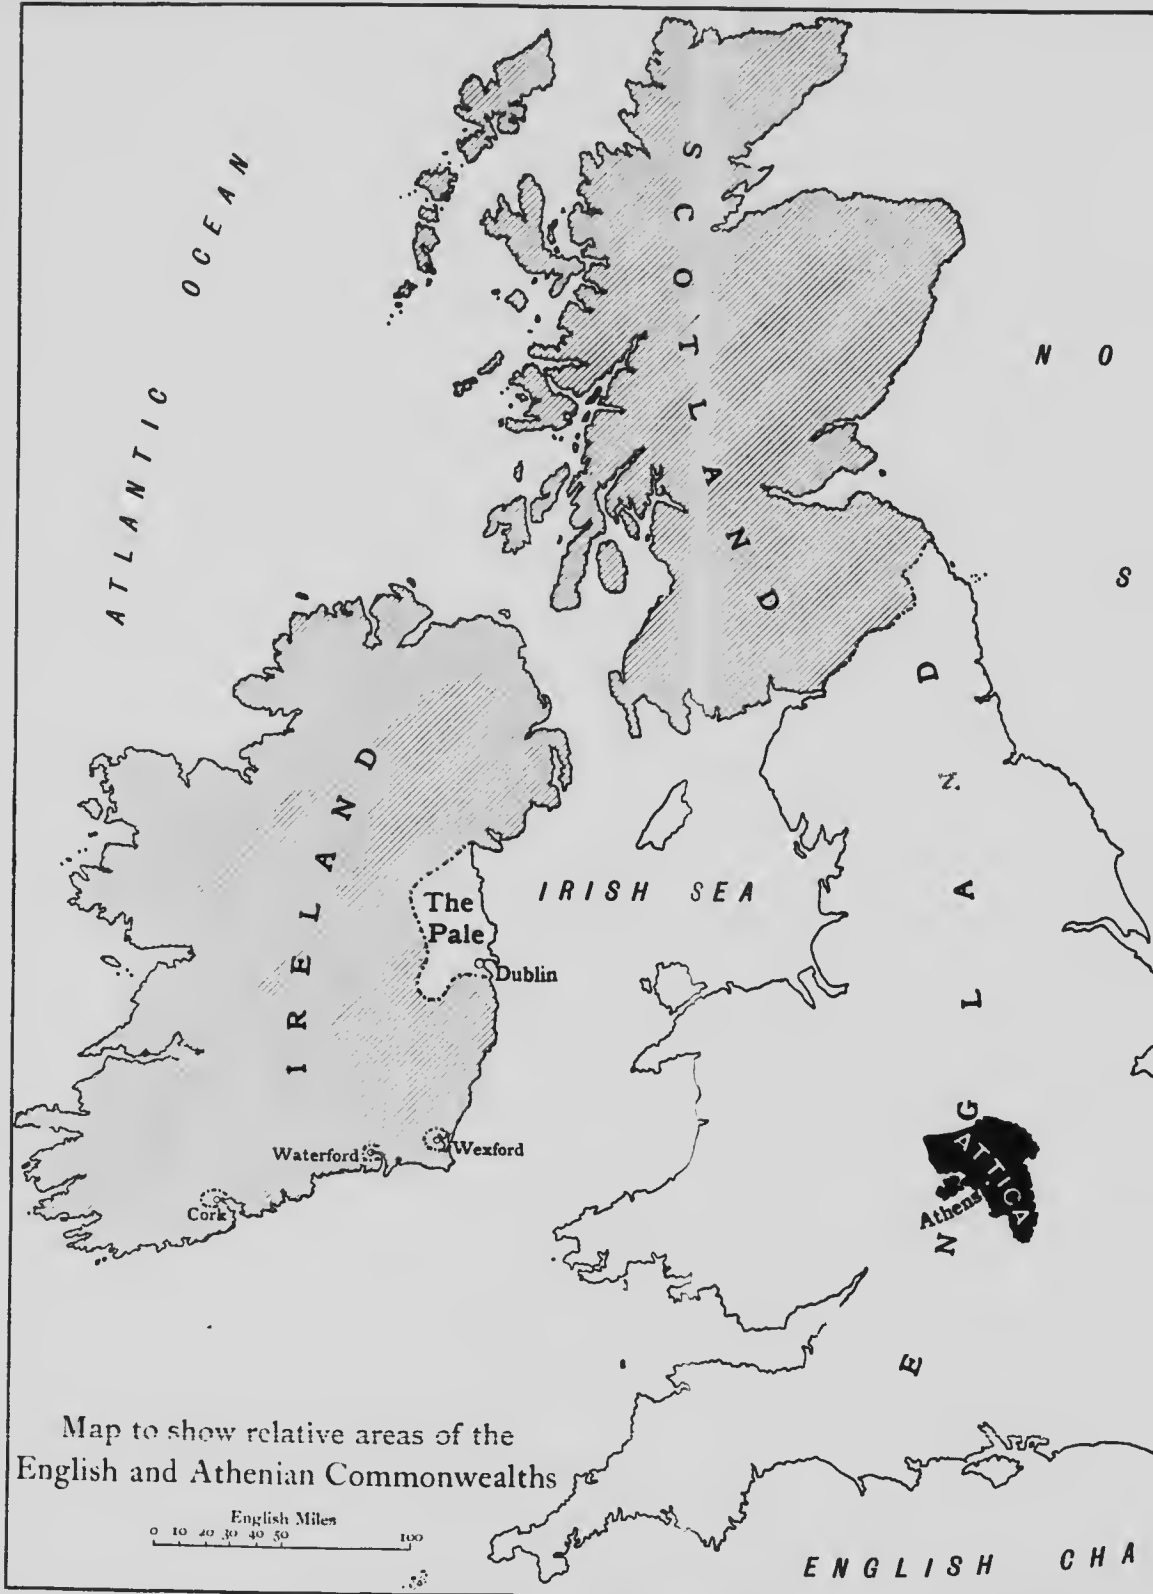 ATLANTIC OCEAN
SCOTLAND
N O
S
IRELAND
The
Pale
Dublin
IRISH SEA
ENGLAND
Waterford
Wexford
Cork
ATTICA
Athens
Map to show relative areas of the
English and Athenian Commonwealths
English Miles
0 10 20 30 40 50 100
ENGLISH CHA